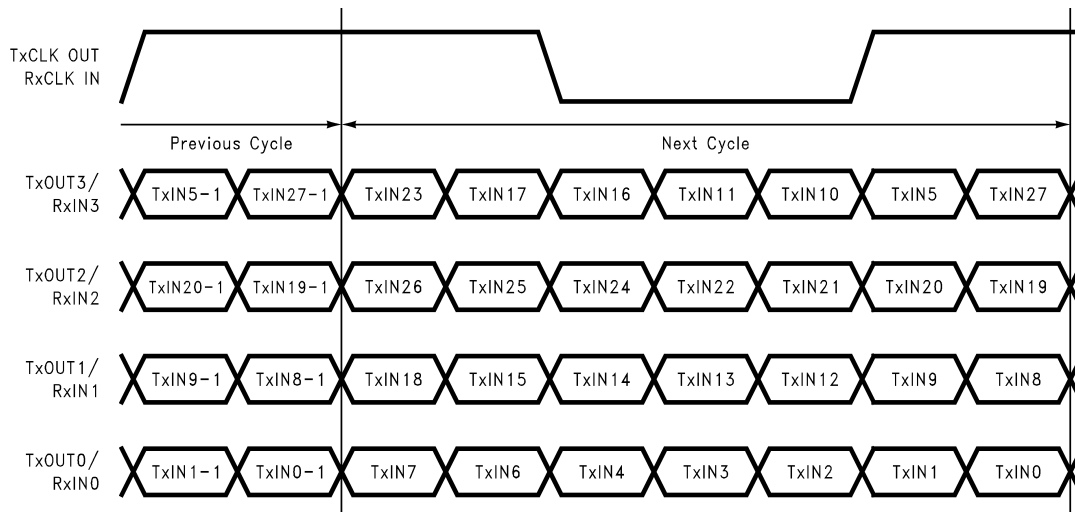 TxCLK OUT
RxCLK IN
Previous Cycle
Next Cycle
TxOUT3/
RxIN3
TxIN5-1 TxIN27-1 TxIN23 TxIN17 TxIN16 TxIN11 TxIN10 TxIN5 TxIN27
TxOUT2/
RxIN2
TxIN20-1 TxIN19-1 TxIN26 TxIN25 TxIN24 TxIN22 TxIN21 TxIN20 TxIN19
TxOUT1/
RxIN1
TxIN9-1 TxIN8-1 TxIN18 TxIN15 TxIN14 TxIN13 TxIN12 TxIN9 TxIN8
TxOUT0/
RxIN0
TxIN1-1 TxIN0-1 TxIN7 TxIN6 TxIN4 TxIN3 TxIN2 TxIN1 TxIN0